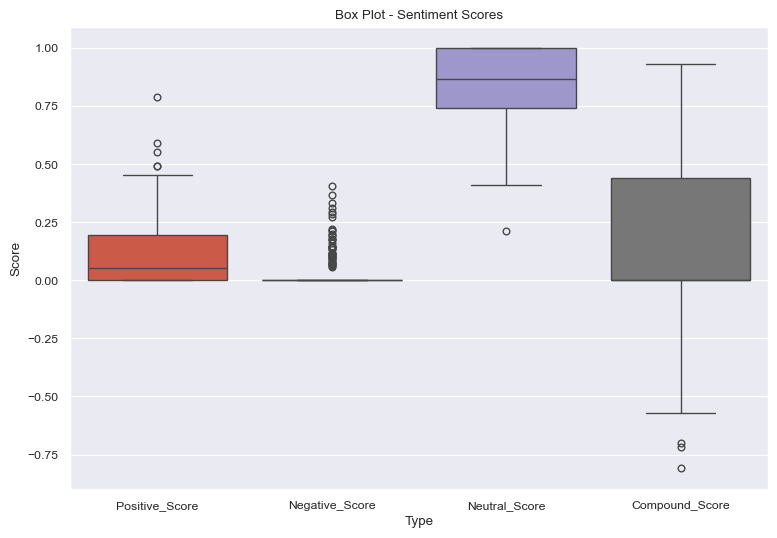 Box Plot - Sentiment Scores
1.00
0.75
0.50
0.25
0.00
−0.25
−0.50
−0.75
Score
Positive_Score
Negative_Score
Neutral_Score
Compound_Score
Type